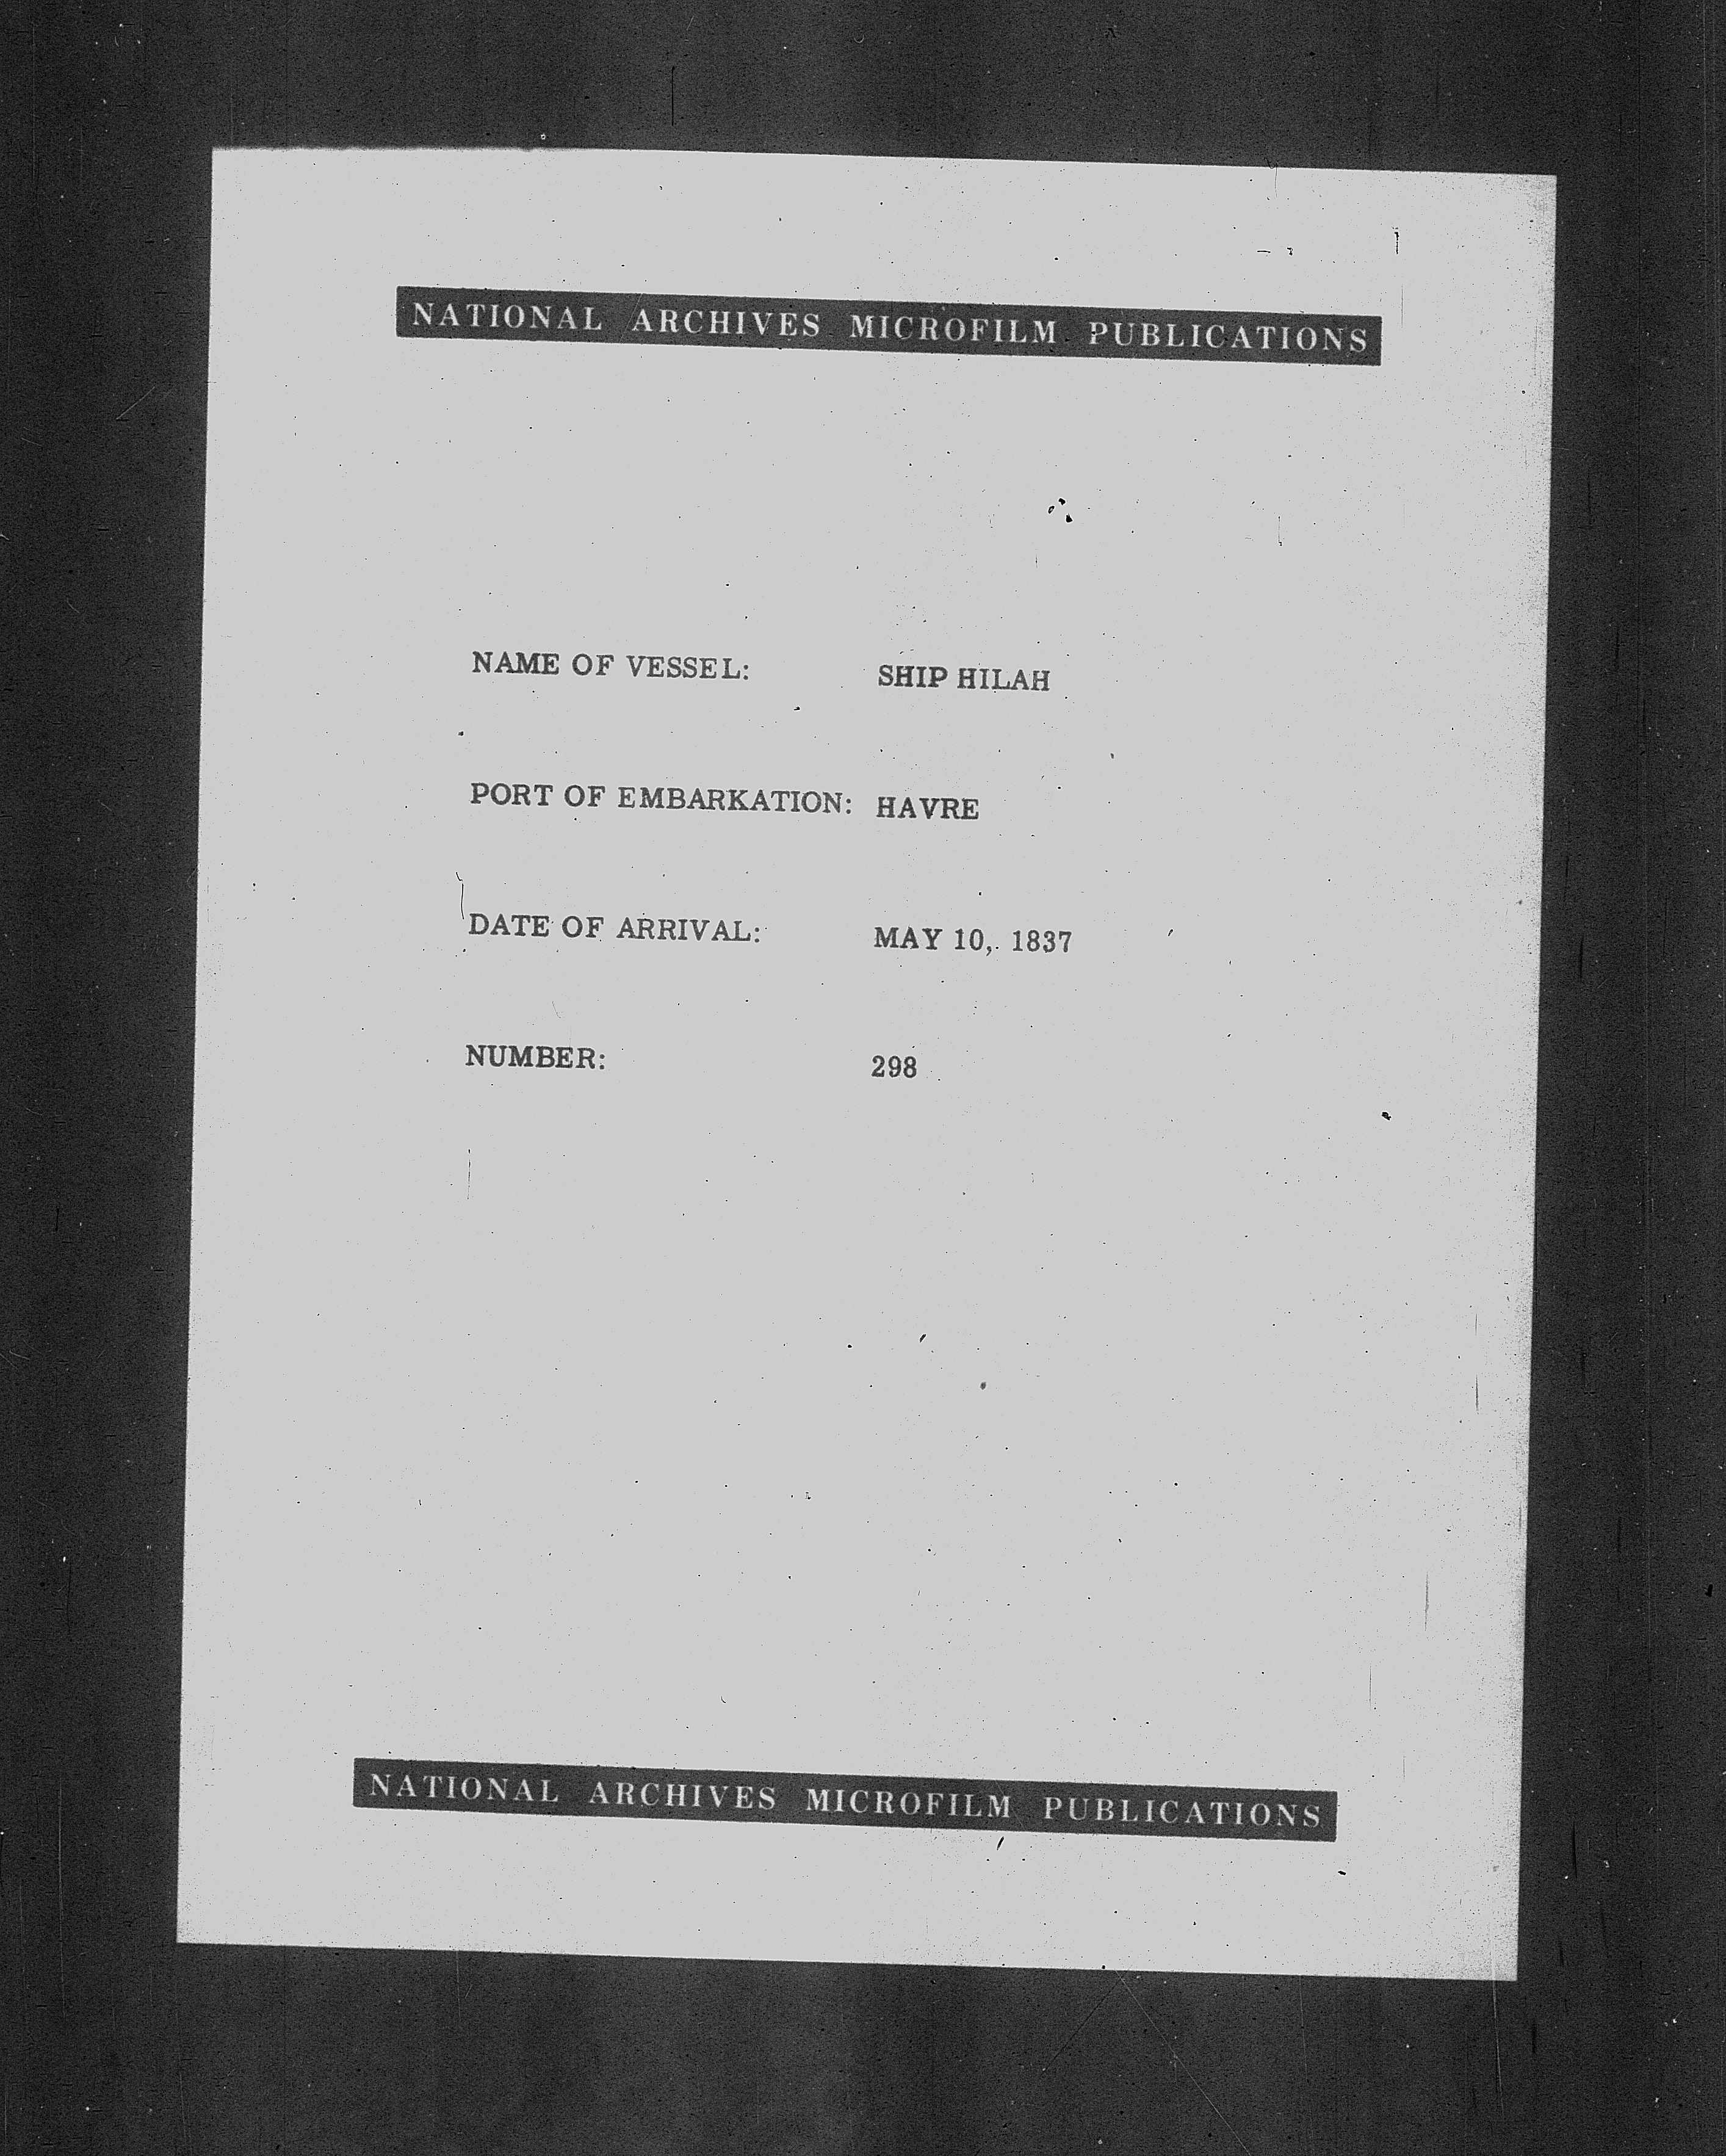 NATIONAL ARCHIVES MICROFILM PUBLICATIONS
NAME OF VESSEL: SHIP HILAH
PORT OF EMBARKATION: HAVRE
DATE OF ARRIVAL: MAY 10, 1837
NUMBER: 298
NATIONAL ARCHIVES MICROFILM PUBLICATIONS